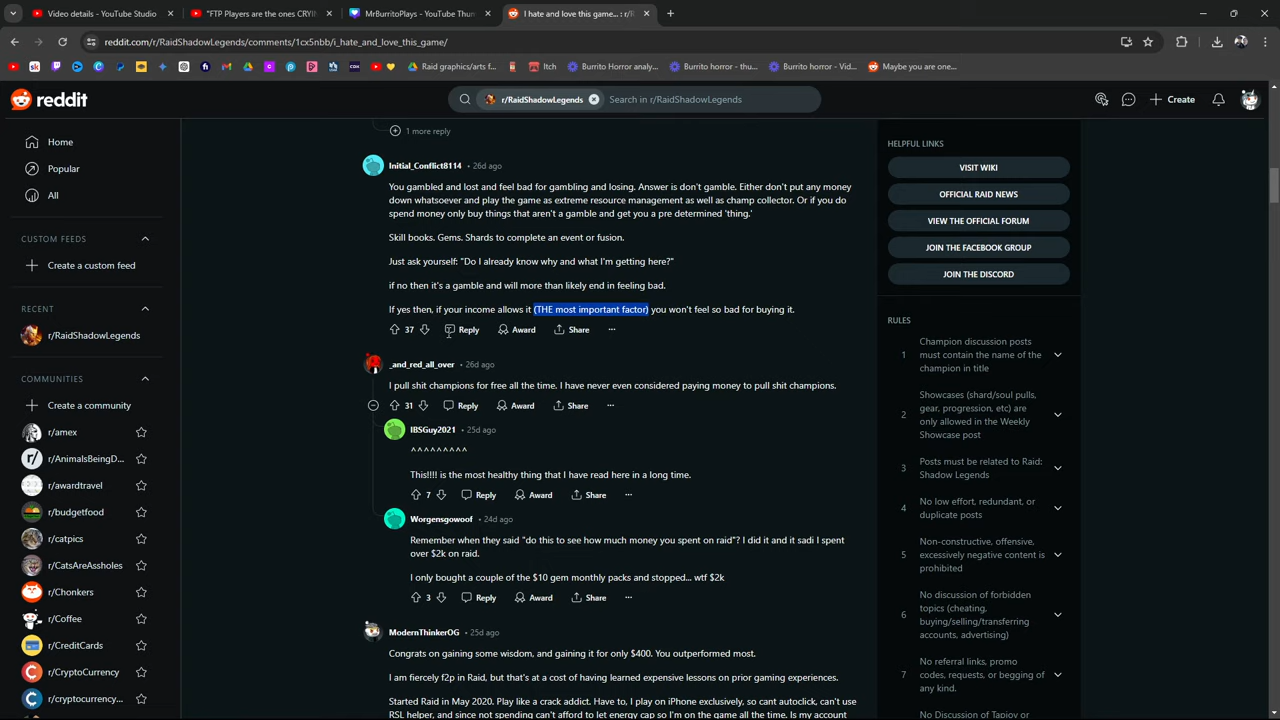 Video details - YouTube Studio
"FTP Players are the ones CRYIN
MrBurritoPlays - YouTube Thum
I hate and love this game... : r/R
reddit.com/r/RaidShadowLegends/comments/1cx5nbb/i_hate_and_love_this_game/
Raid graphics/arts f...
Itch
Burrito Horror analy...
Burrito horror - thu...
Burrito horror - Vid...
Maybe you are one...
reddit
r/RaidShadowLegends
Search in r/RaidShadowLegends
Create
Home
Popular
All
CUSTOM FEEDS
Create a custom feed
RECENT
r/RaidShadowLegends
COMMUNITIES
Create a community
r/amex
r/AnimalsBeingD...
r/awardtravel
r/budgetfood
r/catpics
r/CatsAreAssholes
r/Chonkers
r/Coffee
r/CreditCards
r/CryptoCurrency
r/cryptocurrency...
1 more reply
Initial_Conflict8114 • 26d ago
You gambled and lost and feel bad for gambling and losing. Answer is don't gamble. Either don't put any money
down whatsoever and play the game as extreme resource management as well as champ collector. Or if you do
spend money only buy things that aren't a gamble and get you a pre determined 'thing.'
Skill books. Gems. Shards to complete an event or fusion.
Just ask yourself: "Do I already know why and what I'm getting here?"
if no then it's a gamble and will more than likely end in feeling bad.
If yes then, if your income allows it (THE most important factor) you won't feel so bad for buying it.
37 Reply Award Share
_and_red_all_over • 26d ago
I pull shit champions for free all the time. I have never even considered paying money to pull shit champions.
31 Reply Award Share
IBSGuy2021 • 25d ago
^^^^^^^^^
This!!!! is the most healthy thing that I have read here in a long time.
7 Reply Award Share
Worgensgowoof • 24d ago
Remember when they said "do this to see how much money you spent on raid"? I did it and it sadi I spent
over $2k on raid.
I only bought a couple of the $10 gem monthly packs and stopped... wtf $2k
3 Reply Award Share
ModernThinkerOG • 25d ago
Congrats on gaining some wisdom, and gaining it for only $400. You outperformed most.
I am fiercely f2p in Raid, but that's at a cost of having learned expensive lessons on prior gaming experiences.
Started Raid in May 2020. Play like a crack addict. Have to, I play on iPhone exclusively, so cant autoclick, can't use
RSL helper, and since not spending can't afford to let energy cap so I'm on the game all the time. Is my account
HELPFUL LINKS
VISIT WIKI
OFFICIAL RAID NEWS
VIEW THE OFFICIAL FORUM
JOIN THE FACEBOOK GROUP
JOIN THE DISCORD
RULES
1 Champion discussion posts
must contain the name of the
champion in title
2 Showcases (shard/soul pulls,
gear, progression, etc) are
only allowed in the Weekly
Showcase post
3 Posts must be related to Raid:
Shadow Legends
4 No low effort, redundant, or
duplicate posts
5 Non-constructive, offensive,
excessively negative content is
prohibited
6 No discussion of forbidden
topics (cheating,
buying/selling/transferring
accounts, advertising)
7 No referral links, promo
codes, requests, or begging of
any kind.
No Discussion of Tapjoy or